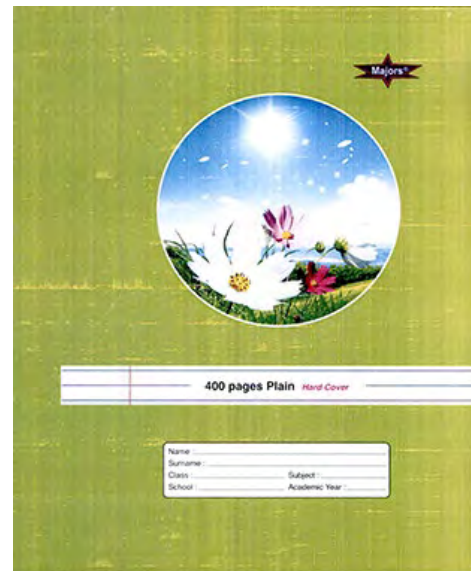 Majors®
400 pages Plain Hard Cover
Name :
Surname :
Class : Subject :
School : Academic Year :